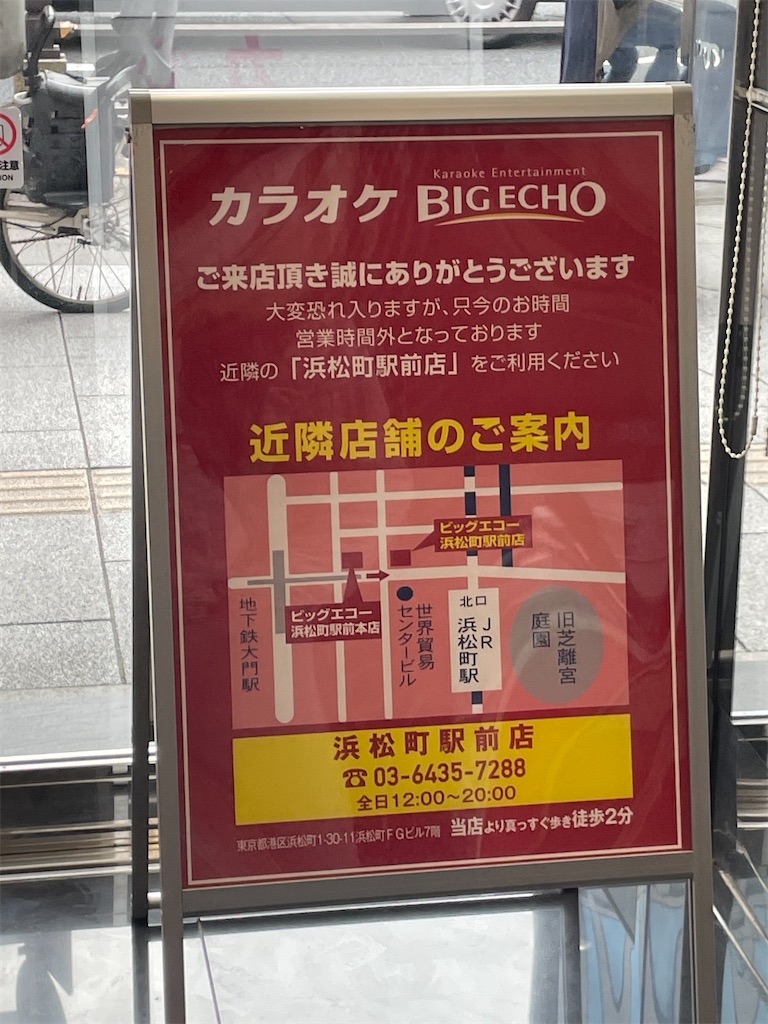 Karaoke Entertainment
カラオケ BIG ECHO
ご来店頂き誠にありがとうございます
大変恐れ入りますが、只今のお時間
営業時間外となっております
近隣の「浜松町駅前店」をご利用ください
近隣店舗のご案内
ビッグエコー
浜松町駅前店
ビッグエコー
浜松町駅前本店
地下鉄大門駅
世界貿易
センタービル
北口
JR
浜松町駅
旧芝離宮
庭園
浜松町駅前店
☎03-6435-7288
全日12:00〜20:00
東京都港区浜松町1-30-11浜松町FGビル7階 当店より真っすぐ歩き徒歩2分
注意